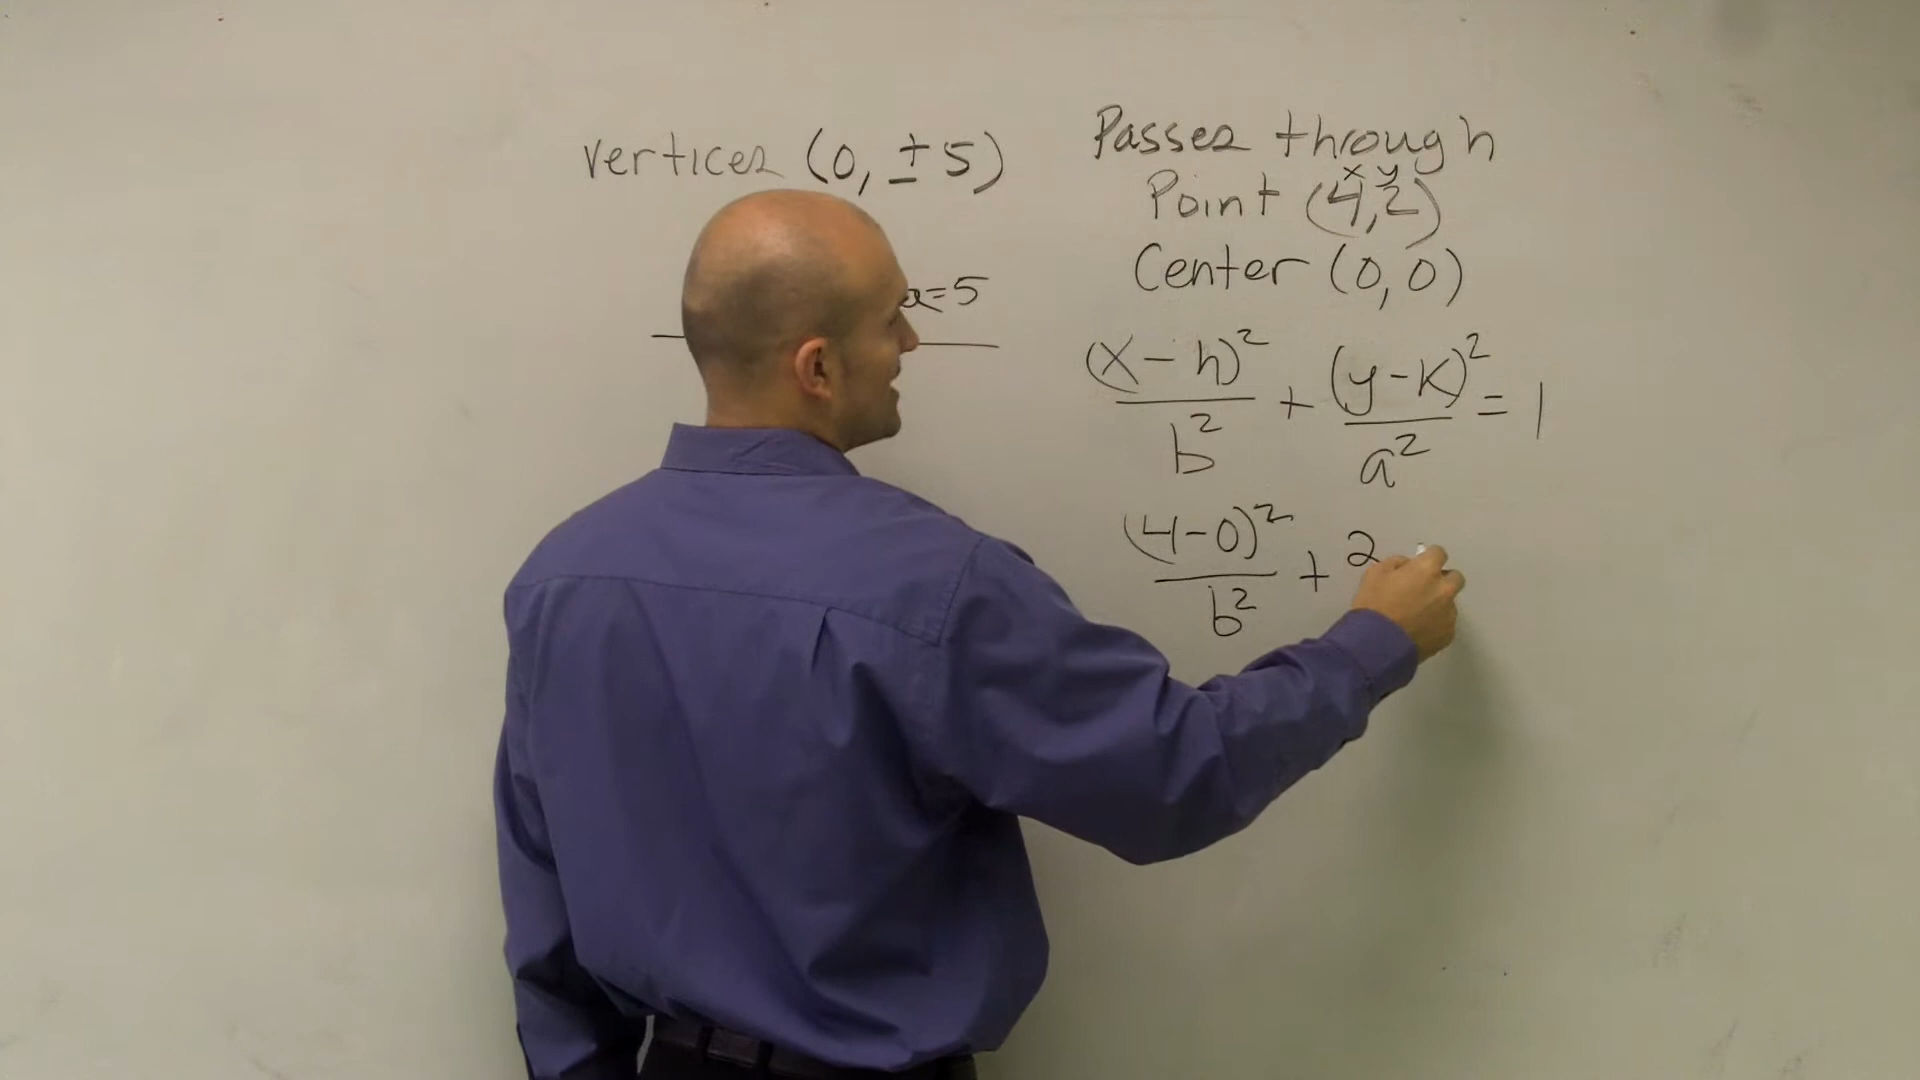 vertices (0, ±5)
a=5
Passes through
x y
Point (4,2)
Center (0,0)
(x-h)²/b² + (y-k)²/a² = 1
(4-0)²/b² + 2